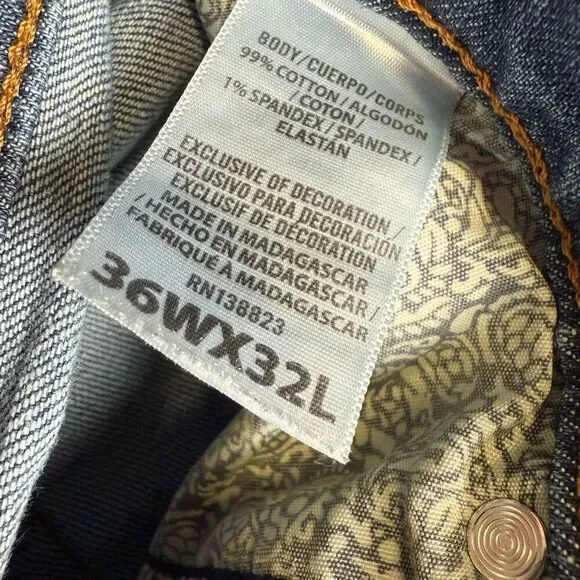 BODY/CUERPO/CORPS
99% COTTON/ALGODÓN
/COTON/
1% SPANDEX/SPANDEX/
ELASTÁN
EXCLUSIVE OF DECORATION/
EXCLUSIVO PARA DECORACIÓN
/EXCLUSIF DE DÉCORATION
MADE IN MADAGASCAR
/ HECHO EN MADAGASCAR/
FABRIQUÉ À MADAGASCAR
RN138823
36WX32L